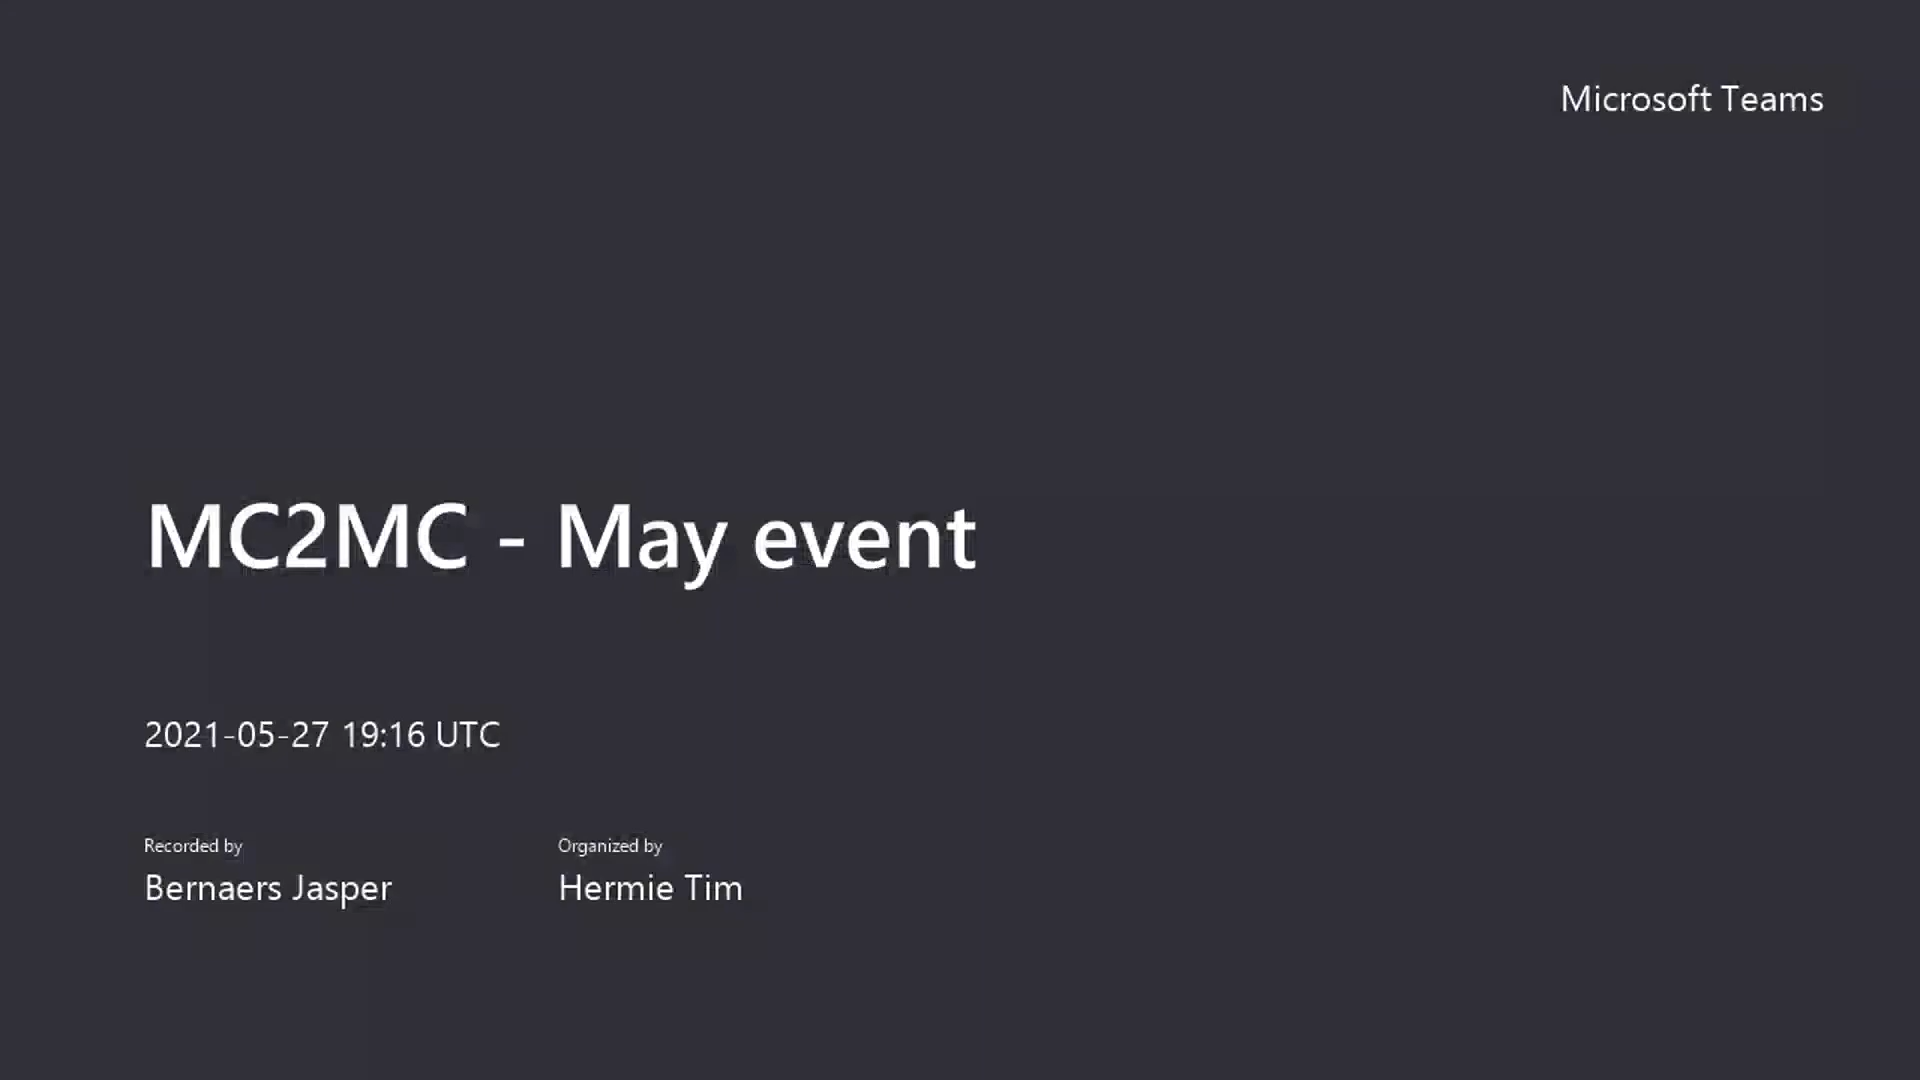 Microsoft Teams
MC2MC - May event
2021-05-27 19:16 UTC
Recorded by
Bernaers Jasper
Organized by
Hermie Tim